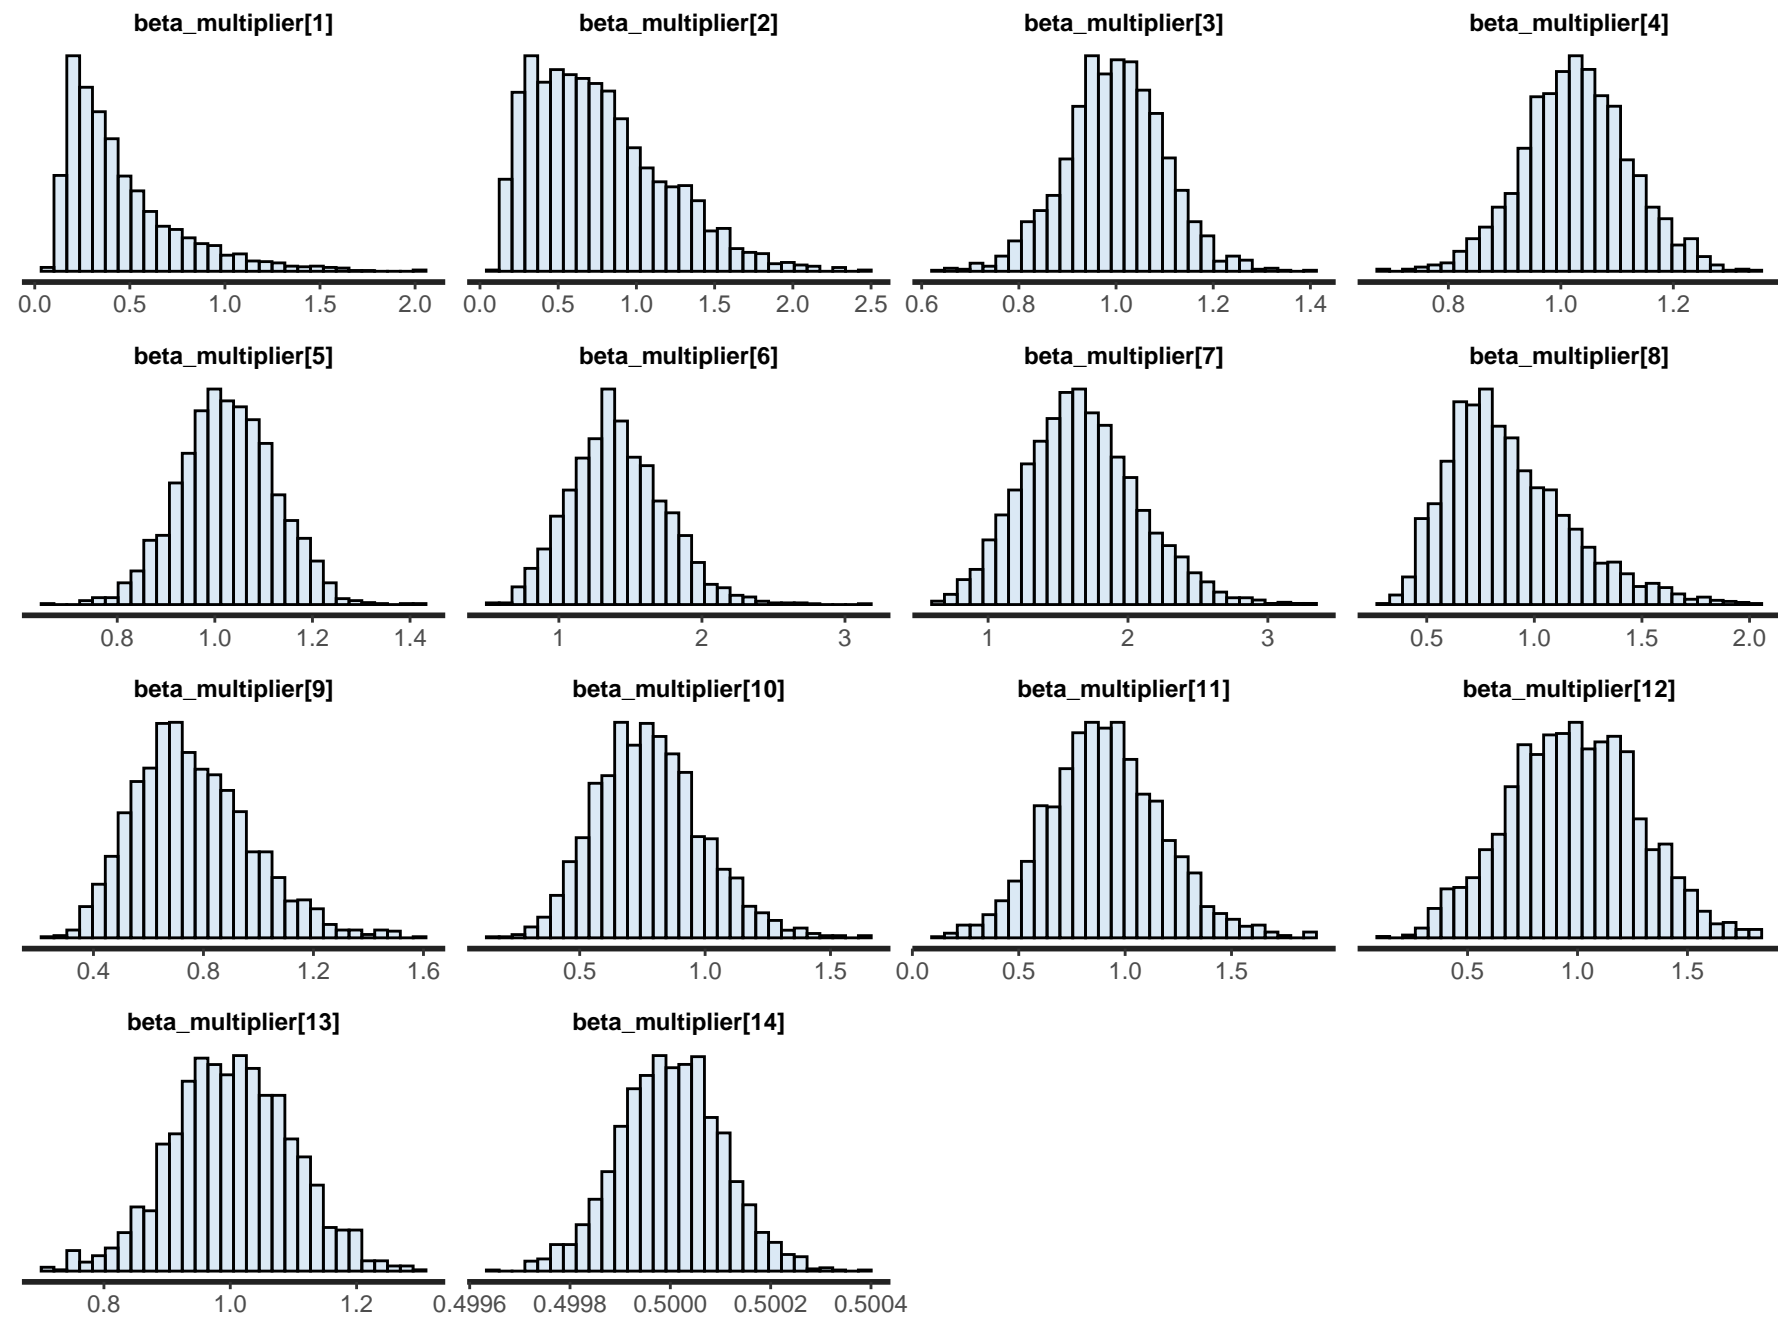 beta_multiplier[1] beta_multiplier[2] beta_multiplier[3] beta_multiplier[4]
0.0 0.5 1.0 1.5 2.0 0.0 0.5 1.0 1.5 2.0 2.5 0.6 0.8 1.0 1.2 1.4 0.8 1.0 1.2
beta_multiplier[5] beta_multiplier[6] beta_multiplier[7] beta_multiplier[8]
0.8 1.0 1.2 1.4 1 2 3 1 2 3 0.5 1.0 1.5 2.0
beta_multiplier[9] beta_multiplier[10] beta_multiplier[11] beta_multiplier[12]
0.4 0.8 1.2 1.6 0.5 1.0 1.5 0.0 0.5 1.0 1.5 0.5 1.0 1.5
beta_multiplier[13] beta_multiplier[14]
0.8 1.0 1.2 0.4996 0.4998 0.5000 0.5002 0.5004